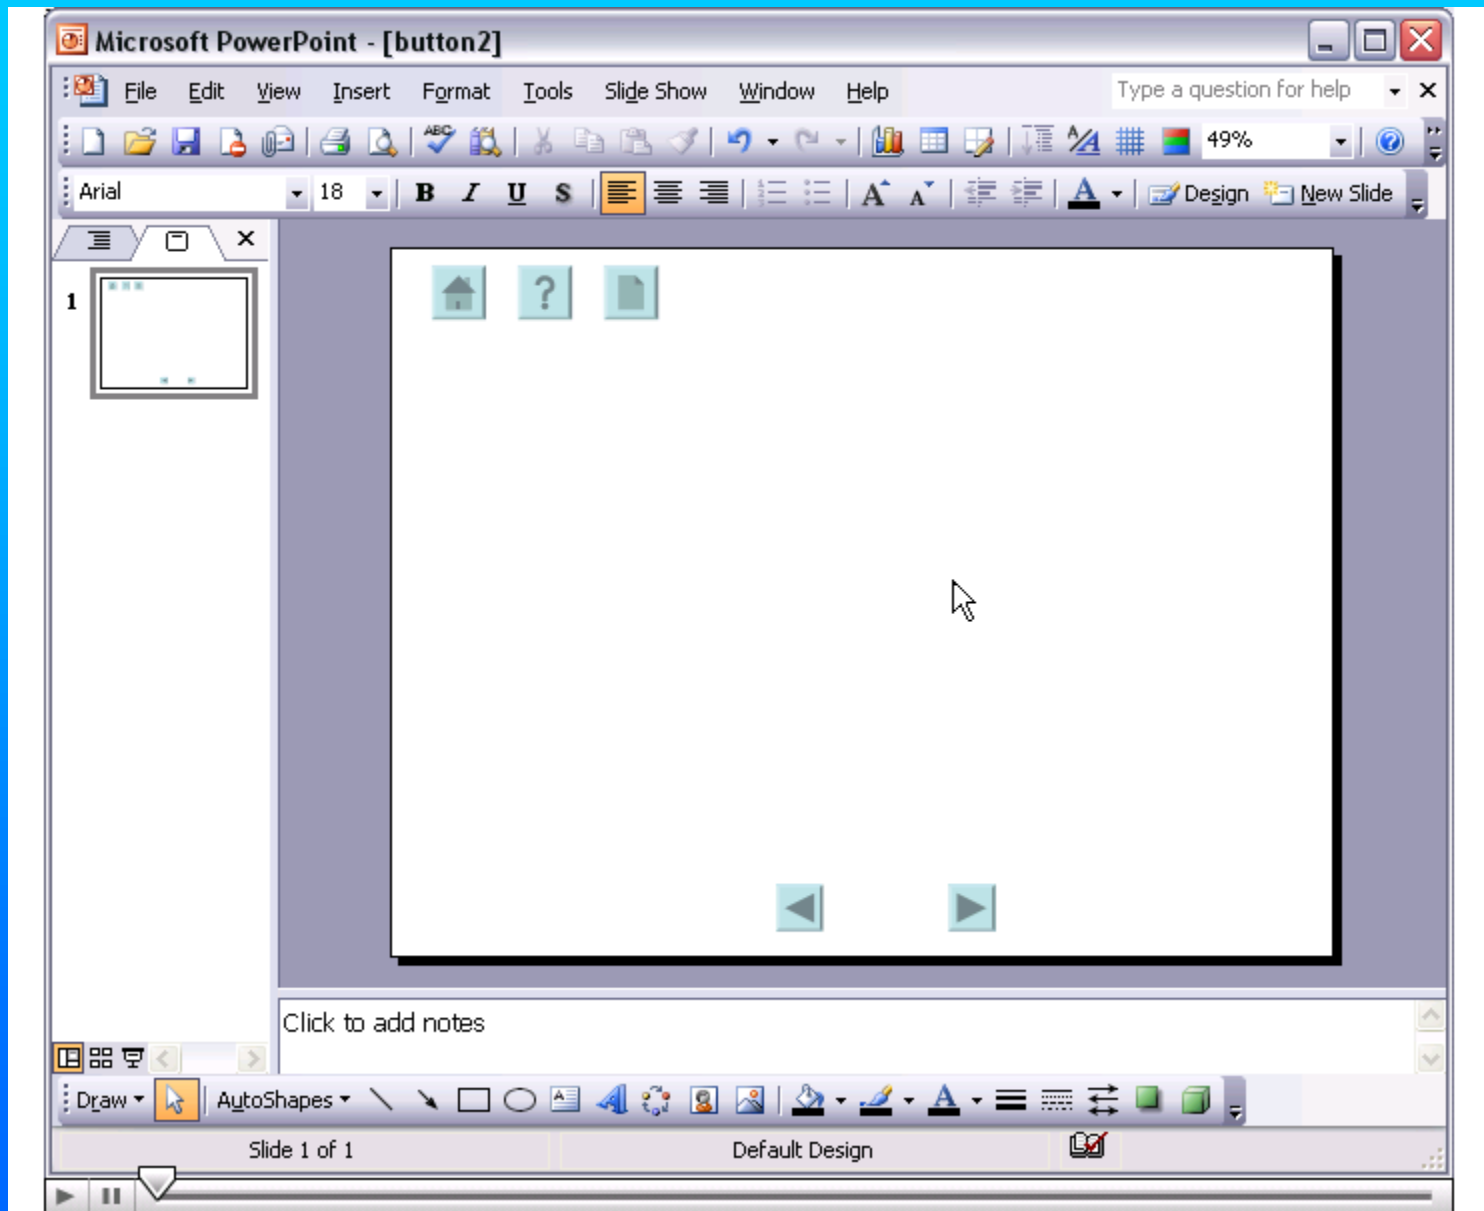 Microsoft PowerPoint - [button2]
File Edit View Insert Format Tools Slide Show Window Help Type a question for help
ABC 49%
Arial 18 B I U S A A A Design New Slide
1
?
Click to add notes
Draw AutoShapes A A
Slide 1 of 1 Default Design